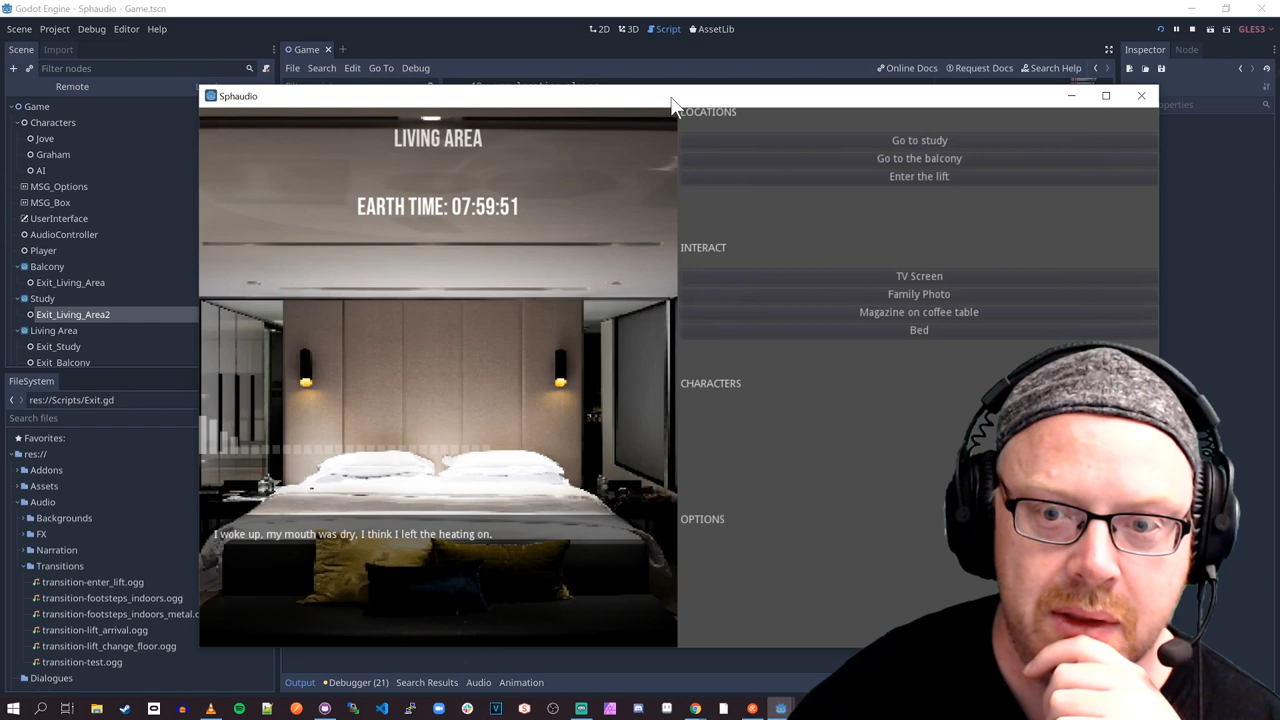 Godot Engine - Sphaudio - Game.tscn
Scene Project Debug Editor Help
2D 3D Script AssetLib
GLES3
Scene Import
Game
Inspector Node
Filter nodes
File Search Edit Go To Debug
Online Docs Request Docs Search Help
Remote
Game
Characters
Jove
Graham
AI
MSG_Options
MSG_Box
UserInterface
AudioController
Player
Balcony
Exit_Living_Area
Study
Exit_Living_Area2
Living Area
Exit_Study
Exit_Balcony
FileSystem
res://Scripts/Exit.gd
Search files
Favorites:
res://
Addons
Assets
Audio
Backgrounds
FX
Narration
Transitions
transition-enter_lift.ogg
transition-footsteps_indoors.ogg
transition-footsteps_indoors_metal.o
transition-lift_arrival.ogg
transition-lift_change_floor.ogg
transition-test.ogg
Dialogues
Sphaudio
LIVING AREA
EARTH TIME: 07:59:51
I woke up, my mouth was dry, I think I left the heating on.
LOCATIONS
Go to study
Go to the balcony
Enter the lift
INTERACT
TV Screen
Family Photo
Magazine on coffee table
Bed
CHARACTERS
OPTIONS
Output Debugger (21) Search Results Audio Animation